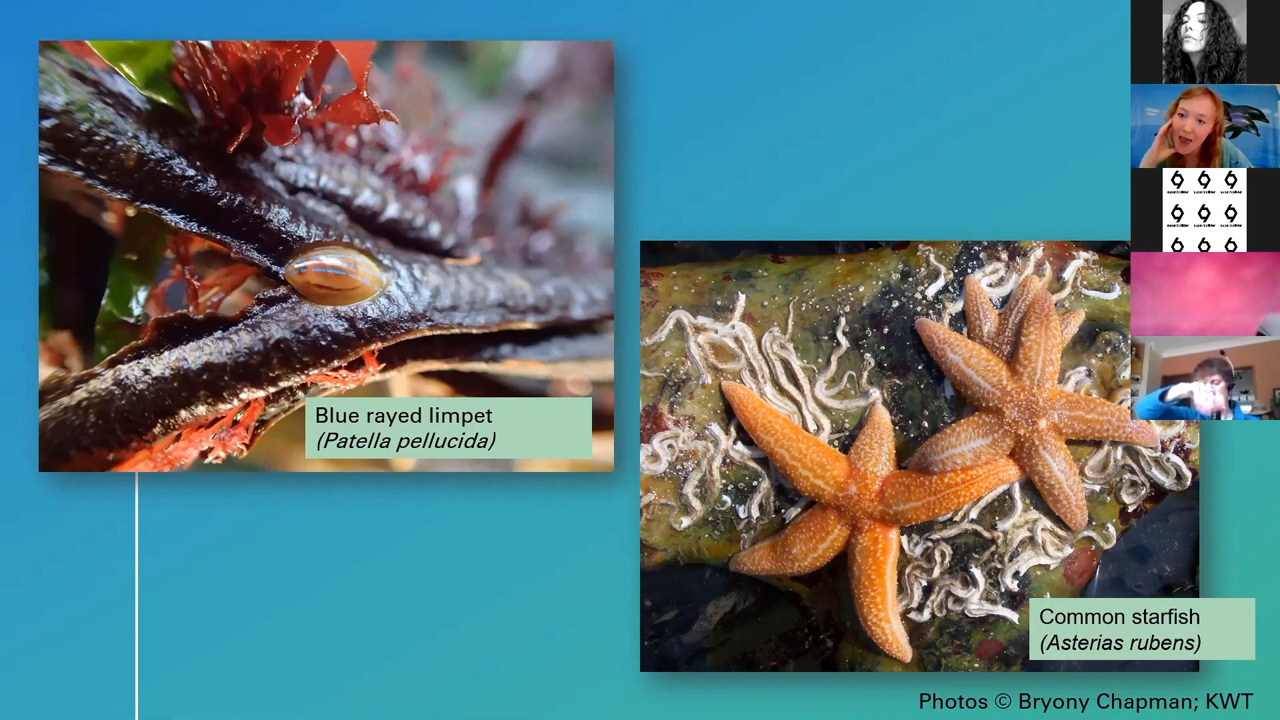 Blue rayed limpet
(Patella pellucida)
Common starfish
(Asterias rubens)
Photos © Bryony Chapman; KWT